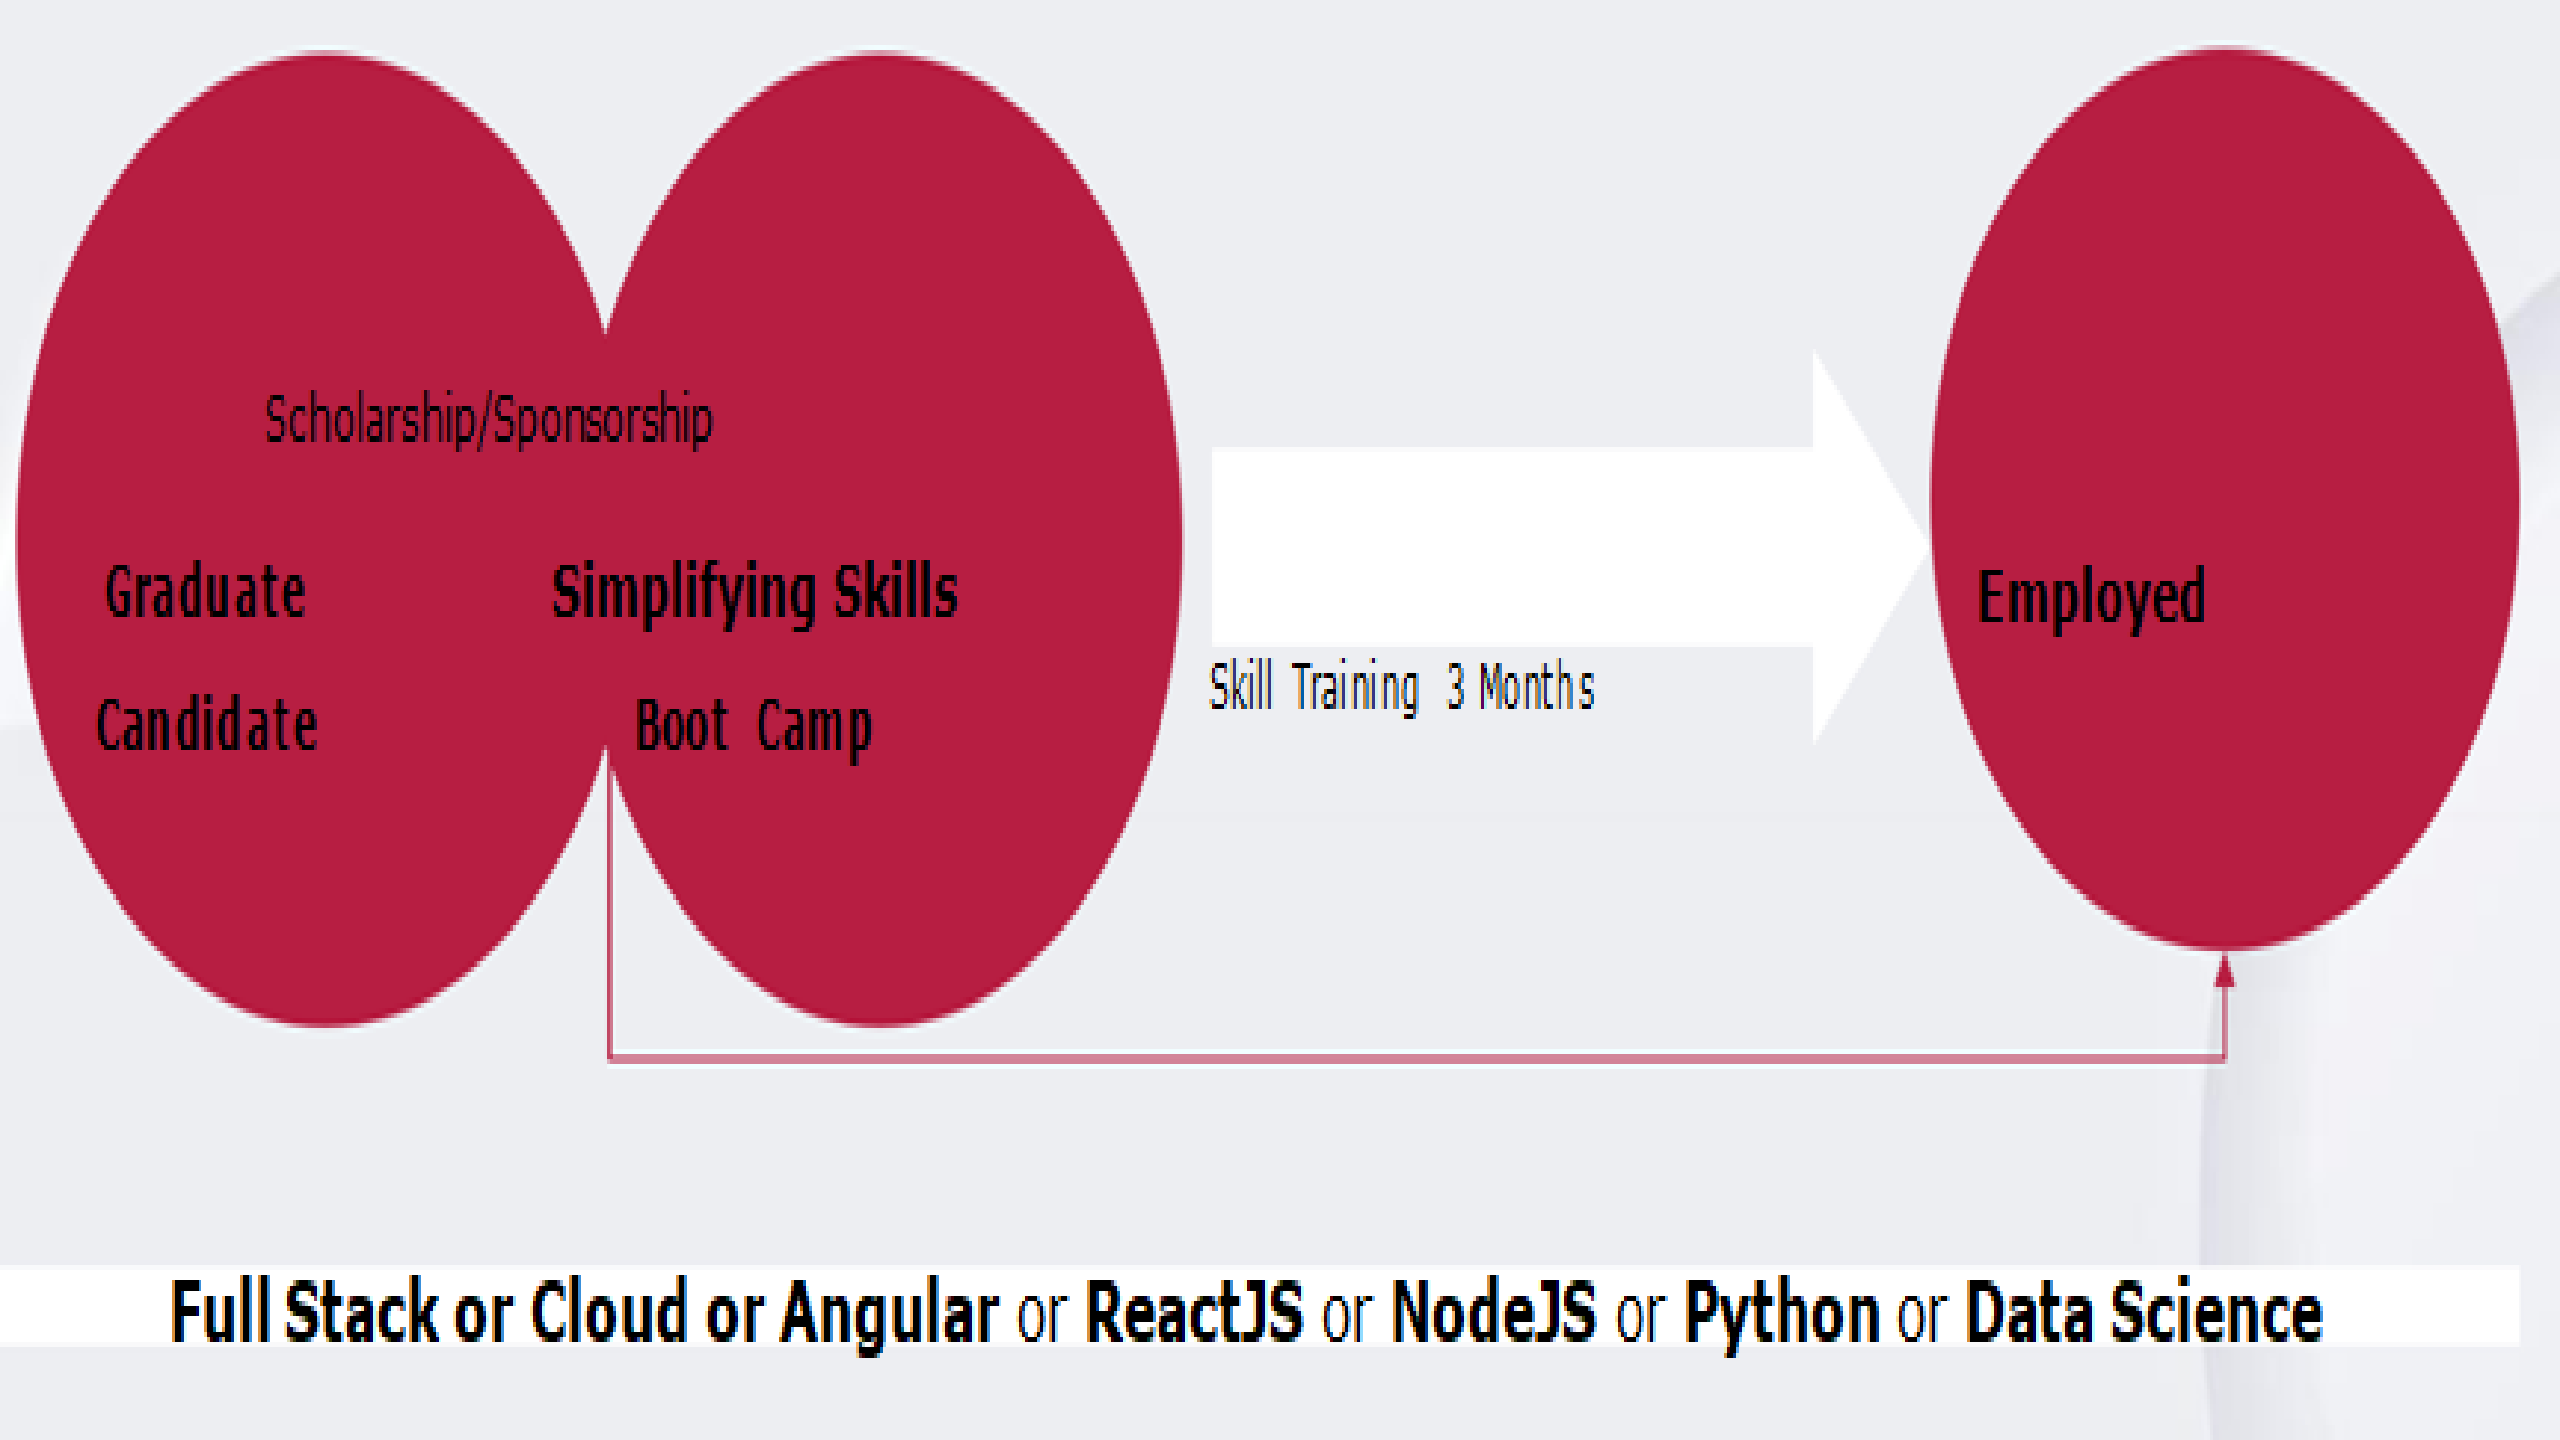 Scholarship/Sponsorship
Graduate
Candidate
Simplifying Skills
Boot Camp
Skill Training 3 Months
Employed
Full Stack or Cloud or Angular or ReactJS or NodeJS or Python or Data Science